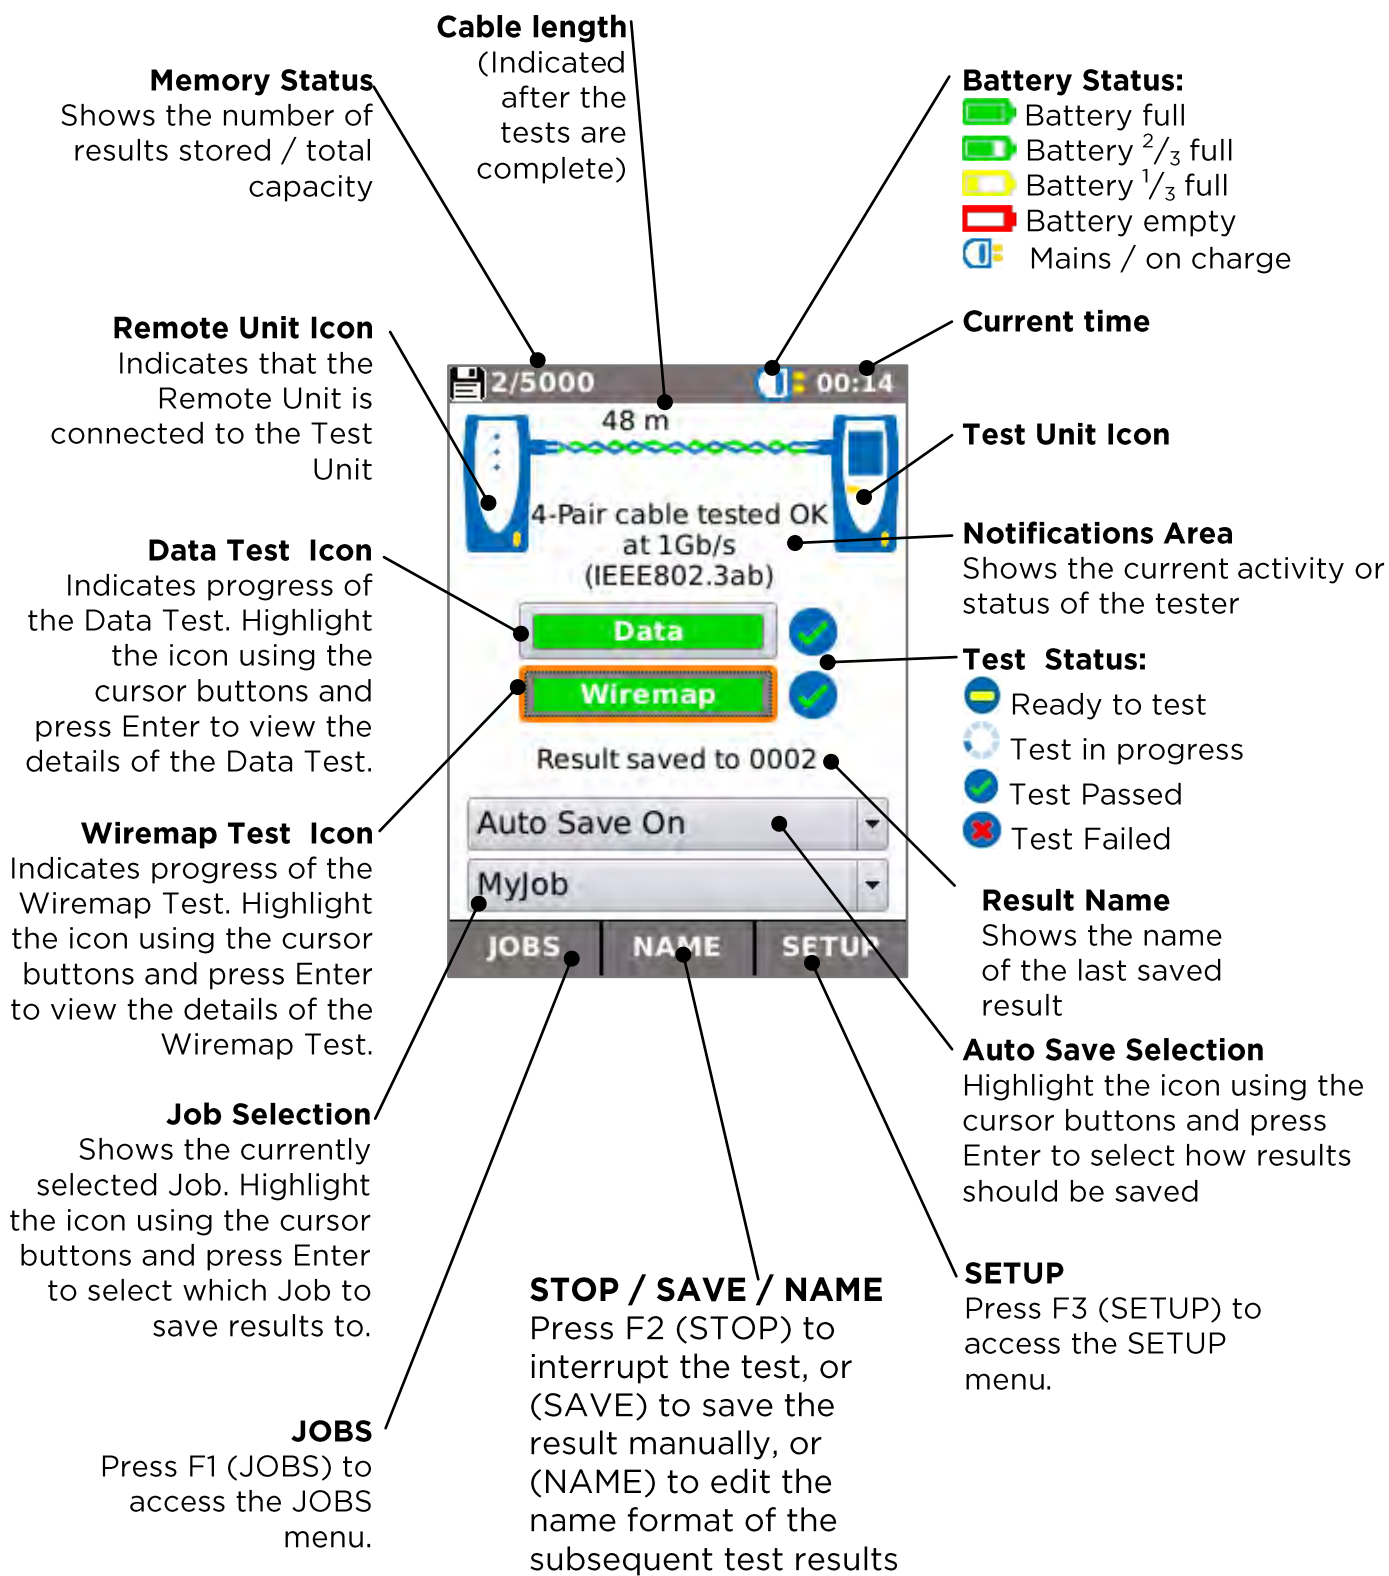 Cable length
(Indicated
after the
tests are
complete)
Memory Status
Shows the number of
results stored / total
capacity
Battery Status:
Battery full
Battery 2/3 full
Battery 1/3 full
Battery empty
Mains / on charge
Remote Unit Icon
Indicates that the
Remote Unit is
connected to the Test
Unit
Current time
Test Unit Icon
Notifications Area
Shows the current activity or
status of the tester
Data Test Icon
Indicates progress of
the Data Test. Highlight
the icon using the
cursor buttons and
press Enter to view the
details of the Data Test.
Test Status:
Ready to test
Test in progress
Test Passed
Test Failed
Wiremap Test Icon
Indicates progress of the
Wiremap Test. Highlight
the icon using the cursor
buttons and press Enter
to view the details of the
Wiremap Test.
2/5000
00:14
48 m
4-Pair cable tested OK
at 1Gb/s
(IEEE802.3ab)
Data
Wiremap
Result saved to 0002
Auto Save On
MyJob
JOBS
NAME
SETUP
Result Name
Shows the name
of the last saved
result
Auto Save Selection
Highlight the icon using the
cursor buttons and press
Enter to select how results
should be saved
Job Selection
Shows the currently
selected Job. Highlight
the icon using the cursor
buttons and press Enter
to select which Job to
save results to.
JOBS
Press F1 (JOBS) to
access the JOBS
menu.
STOP / SAVE / NAME
Press F2 (STOP) to
interrupt the test, or
(SAVE) to save the
result manually, or
(NAME) to edit the
name format of the
subsequent test results
SETUP
Press F3 (SETUP) to
access the SETUP
menu.